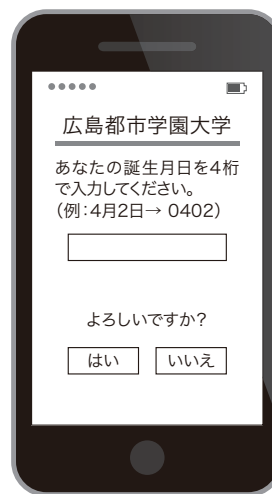 広島都市学園大学
あなたの誕生月日を4桁
で入力してください。
(例:4月2日→ 0402)
よろしいですか?
はい
いいえ